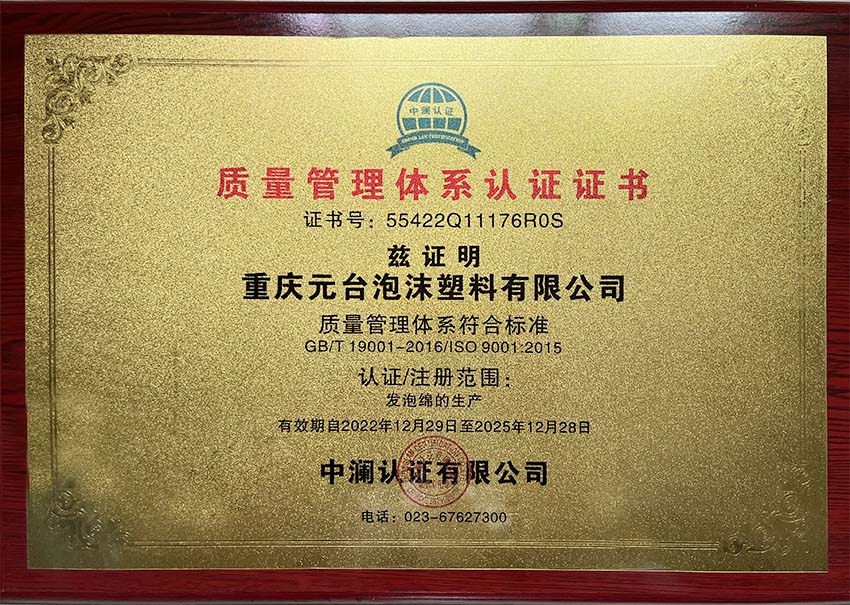 中澜认证
质量管理体系认证证书
证书号：55422Q11176R0S
兹证明
重庆元台泡沫塑料有限公司
质量管理体系符合标准
GB/T 19001-2016/ISO 9001:2015
认证/注册范围：
发泡绵的生产
有效期自2022年12月29日至2025年12月28日
中澜认证有限公司
电话：023-67627300